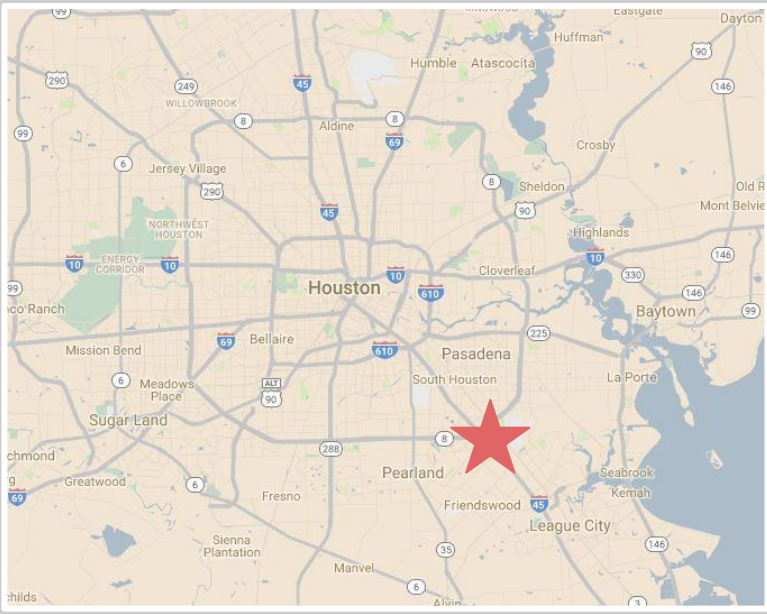 99
KINGWOOD
Eastgate
Dayton
Huffman
290
249
45
Humble
Atascocita
90
146
WILLOWBROOK
8
Aldine
8
69
99
6
Jersey Village
Crosby
290
8
Sheldon
Old R
45
90
Mont Belvie
NORTHWEST
HOUSTON
Highlands
10
ENERGY
CORRIDOR
10
10
Cloverleaf
10
146
330
99
Houston
610
146
co Ranch
Baytown
99
69
Bellaire
225
Mission Bend
610
Pasadena
6
Meadows
Place
ALT
90
South Houston
La Porte
Sugar Land
8
288
chmond
Greatwood
6
Pearland
Seabrook
Kemah
g
69
Fresno
Friendswood
45
League City
Sienna
Plantation
35
146
Manvel
6
childs
Alvin
3